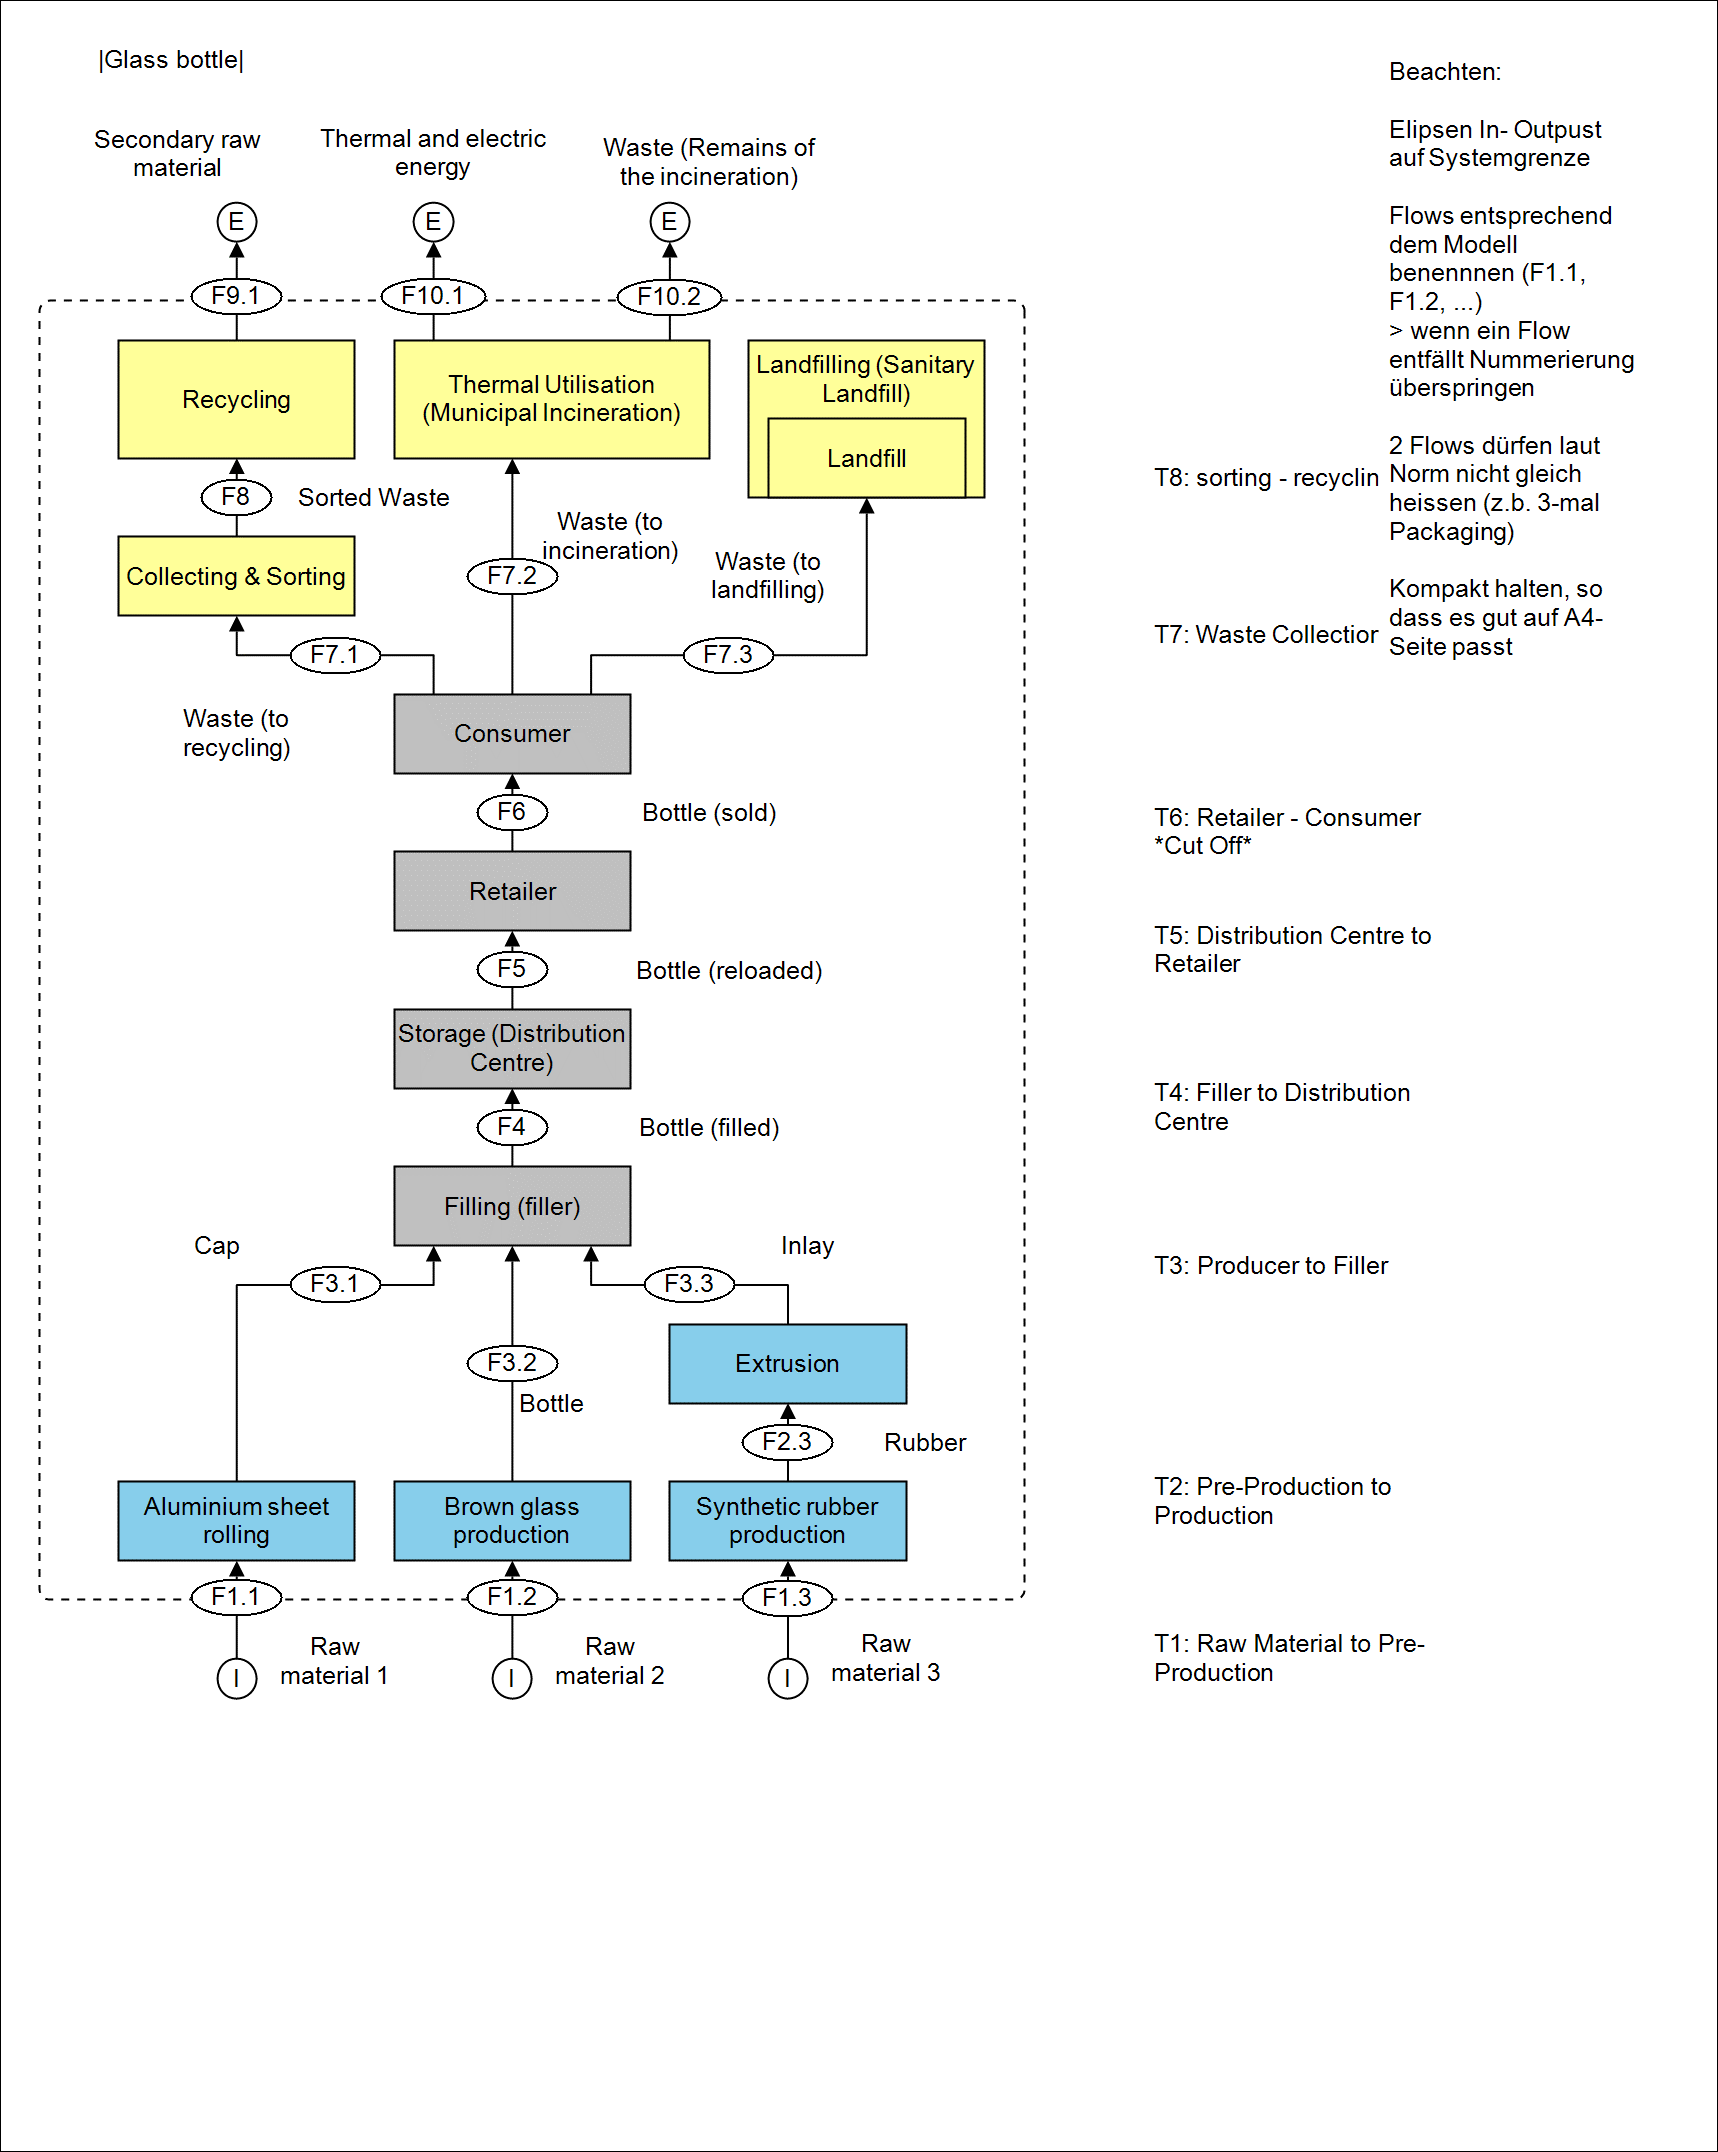 |Glass bottle|
Secondary raw
material
Thermal and electric
energy
Waste (Remains of
the incineration)
E
E
E
F9.1
F10.1
F10.2
Recycling
Thermal Utilisation
(Municipal Incineration)
Landfilling (Sanitary
Landfill)
Landfill
F8
Sorted Waste
Waste (to
incineration)
Waste (to
landfilling)
Collecting & Sorting
F7.2
F7.1
F7.3
Waste (to
recycling)
Consumer
F6
Bottle (sold)
Retailer
F5
Bottle (reloaded)
Storage (Distribution
Centre)
F4
Bottle (filled)
Filling (filler)
Cap
Inlay
F3.1
F3.3
F3.2
Bottle
Extrusion
F2.3
Rubber
Aluminium sheet
rolling
Brown glass
production
Synthetic rubber
production
F1.1
F1.2
F1.3
Raw
material 1
Raw
material 2
Raw
material 3
I
I
I
T8: sorting - recyclin
T7: Waste Collectior
T6: Retailer - Consumer
*Cut Off*
T5: Distribution Centre to
Retailer
T4: Filler to Distribution
Centre
T3: Producer to Filler
T2: Pre-Production to
Production
T1: Raw Material to Pre-
Production
Beachten:
Elipsen In- Outpust
auf Systemgrenze
Flows entsprechend
dem Modell
benennnen (F1.1,
F1.2, ...)
> wenn ein Flow
entfällt Nummerierung
überspringen
2 Flows dürfen laut
Norm nicht gleich
heissen (z.b. 3-mal
Packaging)
Kompakt halten, so
dass es gut auf A4-
Seite passt